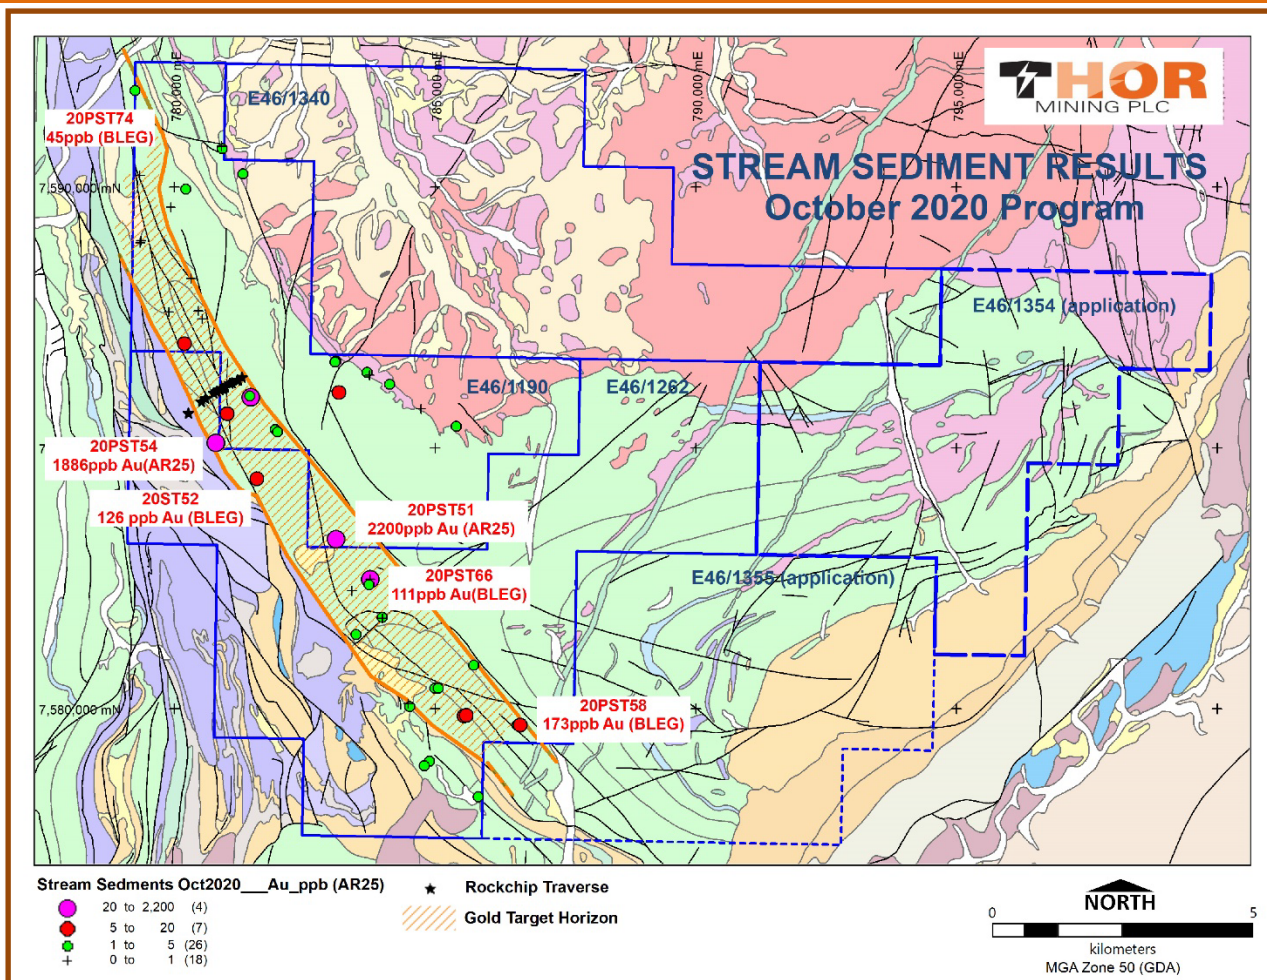 THOR
MINING PLC
STREAM SEDIMENT RESULTS
October 2020 Program
780,000 mE
785,000 mE
790,000 mE
795,000 mE
7,590,000 mN
7,580,000 mN
E46/1340
E46/1354 (application)
E46/1190
E46/1262
E46/1355 (application)
20PST74
45ppb (BLEG)
20PST54
1886ppb Au(AR25)
20ST52
126 ppb Au (BLEG)
20PST51
2200ppb Au (AR25)
20PST66
111ppb Au(BLEG)
20PST58
173ppb Au (BLEG)
Stream Sedments Oct2020___Au_ppb (AR25)
20 to 2,200 (4)
5 to 20 (7)
1 to 5 (26)
0 to 1 (18)
Rockchip Traverse
Gold Target Horizon
NORTH
0 5
kilometers
MGA Zone 50 (GDA)